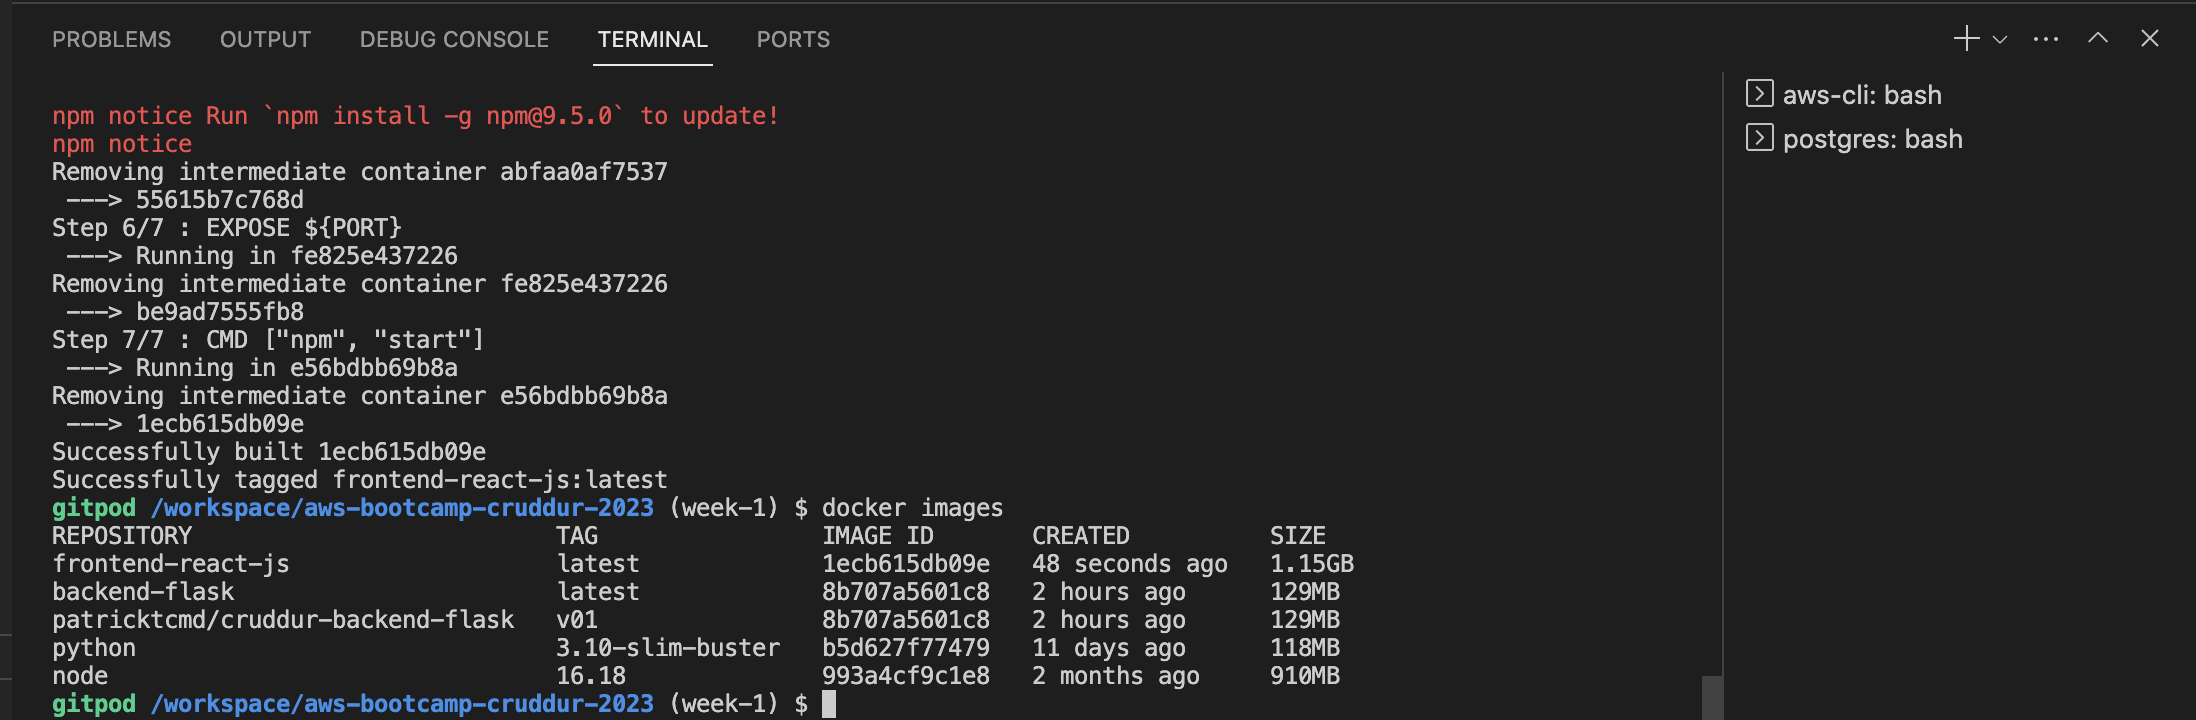 PROBLEMS OUTPUT DEBUG CONSOLE TERMINAL PORTS
aws-cli: bash
postgres: bash
npm notice Run `npm install -g npm@9.5.0` to update!
npm notice
Removing intermediate container abfaa0af7537
---> 55615b7c768d
Step 6/7 : EXPOSE ${PORT}
---> Running in fe825e437226
Removing intermediate container fe825e437226
---> be9ad7555fb8
Step 7/7 : CMD ["npm", "start"]
---> Running in e56bdbb69b8a
Removing intermediate container e56bdbb69b8a
---> 1ecb615db09e
Successfully built 1ecb615db09e
Successfully tagged frontend-react-js:latest
gitpod /workspace/aws-bootcamp-cruddur-2023 (week-1) $ docker images
REPOSITORY TAG IMAGE ID CREATED SIZE
frontend-react-js latest 1ecb615db09e 48 seconds ago 1.15GB
backend-flask latest 8b707a5601c8 2 hours ago 129MB
patricktcmd/cruddur-backend-flask v01 8b707a5601c8 2 hours ago 129MB
python 3.10-slim-buster b5d627f77479 11 days ago 118MB
node 16.18 993a4cf9c1e8 2 months ago 910MB
gitpod /workspace/aws-bootcamp-cruddur-2023 (week-1) $